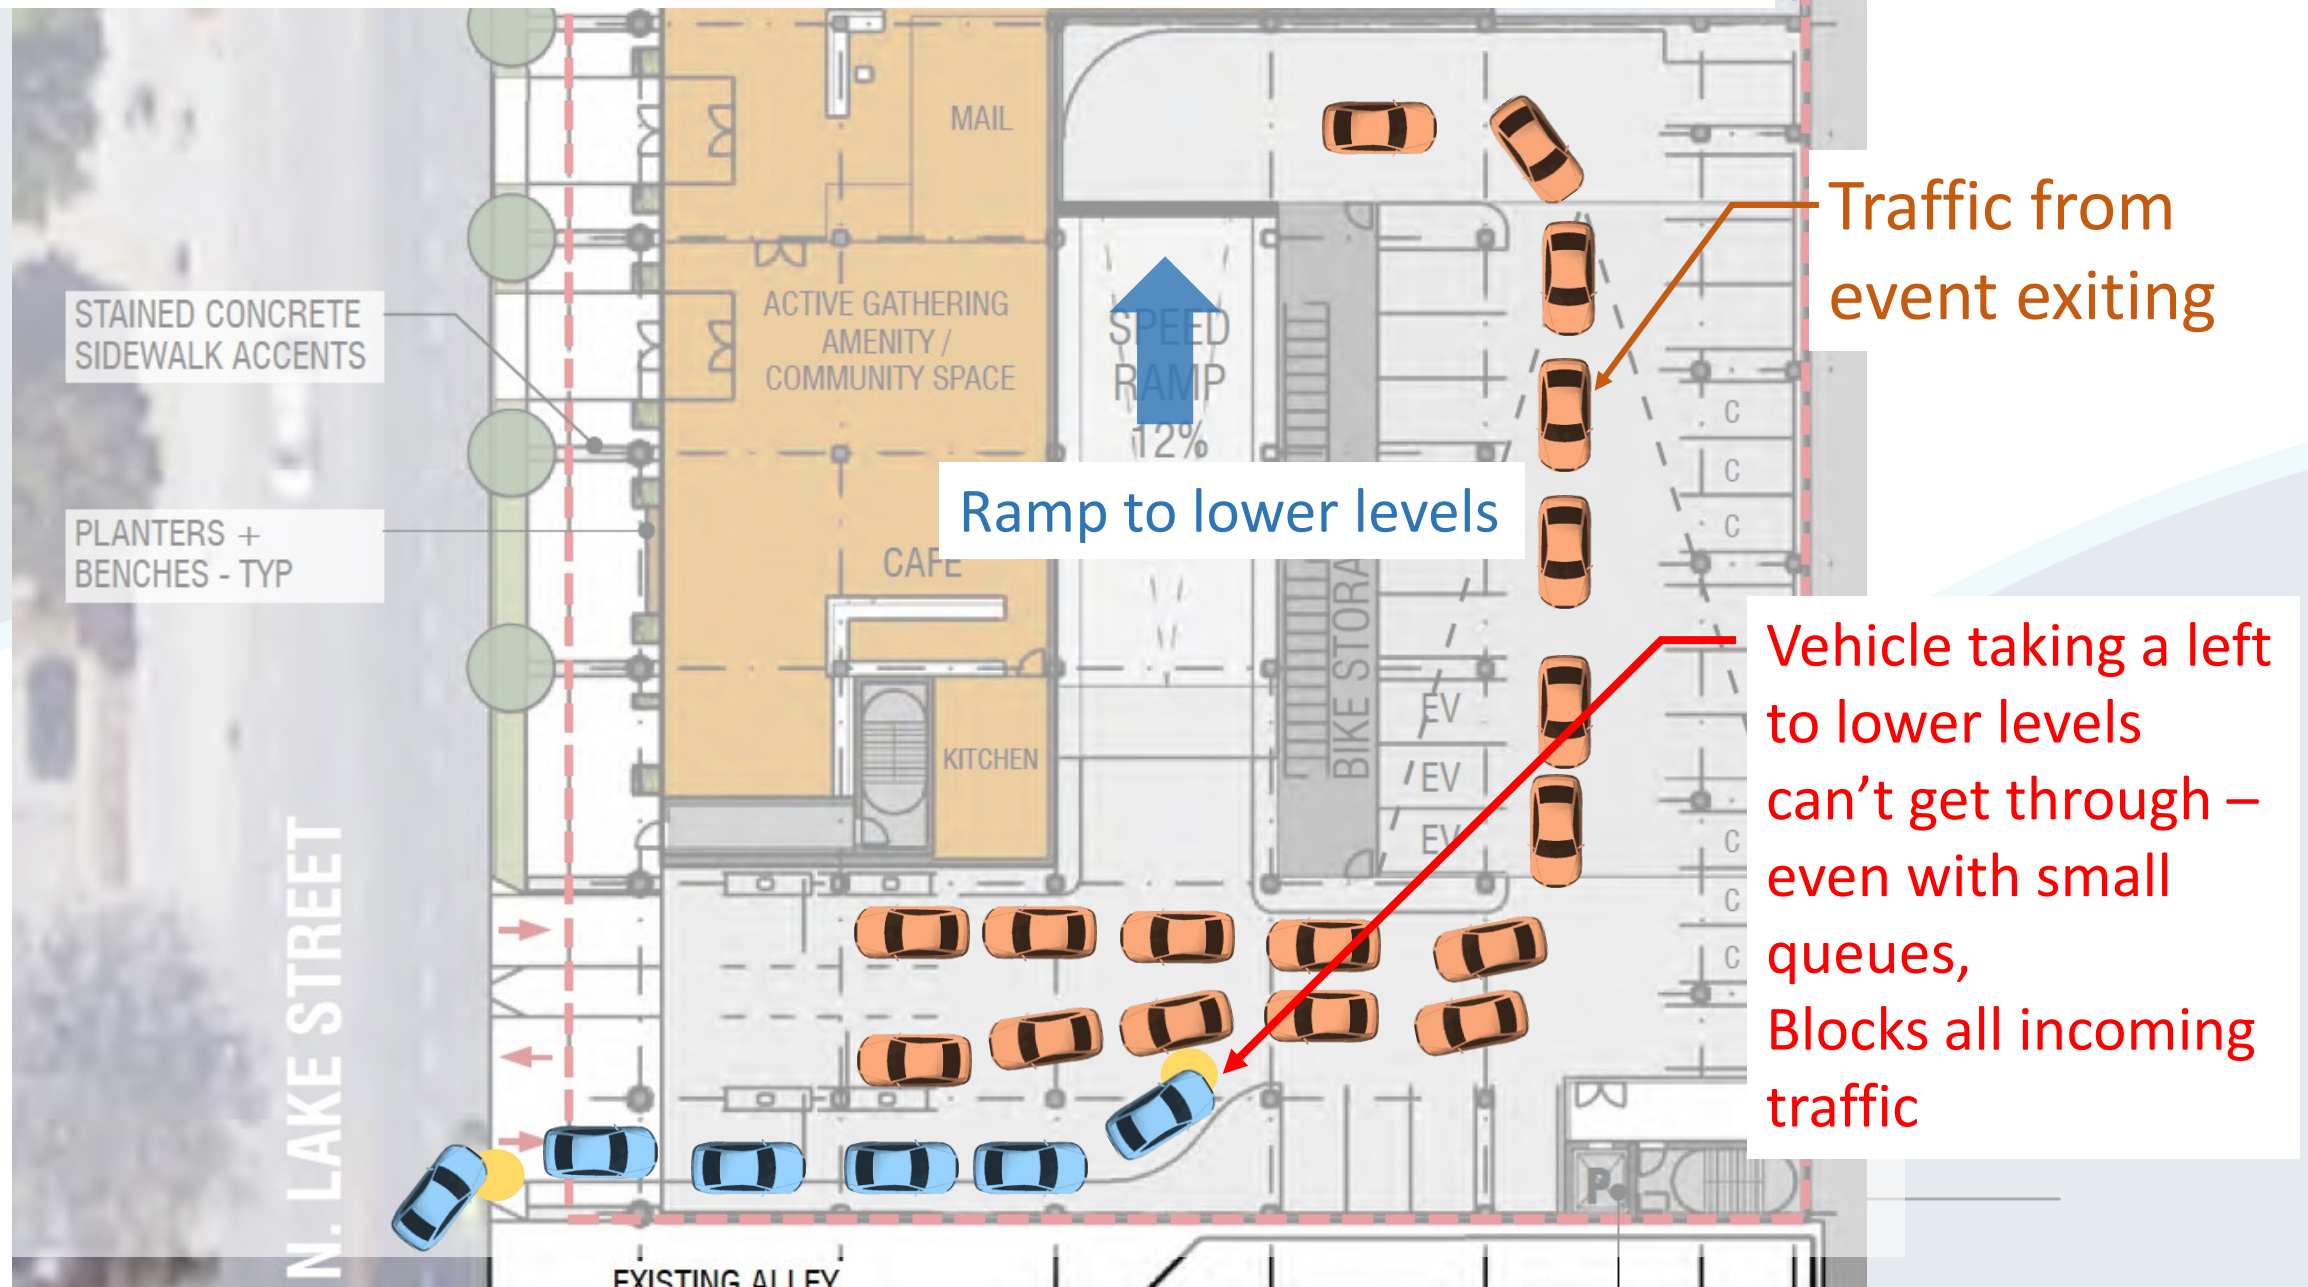 MAIL
Traffic from
event exiting
STAINED CONCRETE
SIDEWALK ACCENTS
ACTIVE GATHERING
AMENITY /
COMMUNITY SPACE
SPEED
RAMP
12%
C
C
C
Ramp to lower levels
PLANTERS +
BENCHES - TYP
CAFE
BIKE STORA
EV
EV
EV
KITCHEN
C
C
C
Vehicle taking a left
to lower levels
can’t get through –
even with small
queues,
Blocks all incoming
traffic
N. LAKE STREET
P
EXISTING ALLEY